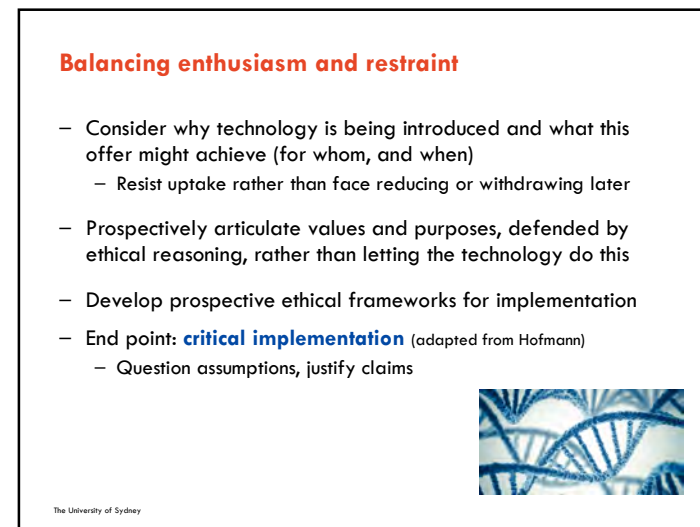 Balancing enthusiasm and restraint
– Consider why technology is being introduced and what this
offer might achieve (for whom, and when)
– Resist uptake rather than face reducing or withdrawing later
– Prospectively articulate values and purposes, defended by
ethical reasoning, rather than letting the technology do this
– Develop prospective ethical frameworks for implementation
– End point: critical implementation (adapted from Hofmann)
– Question assumptions, justify claims
The University of Sydney